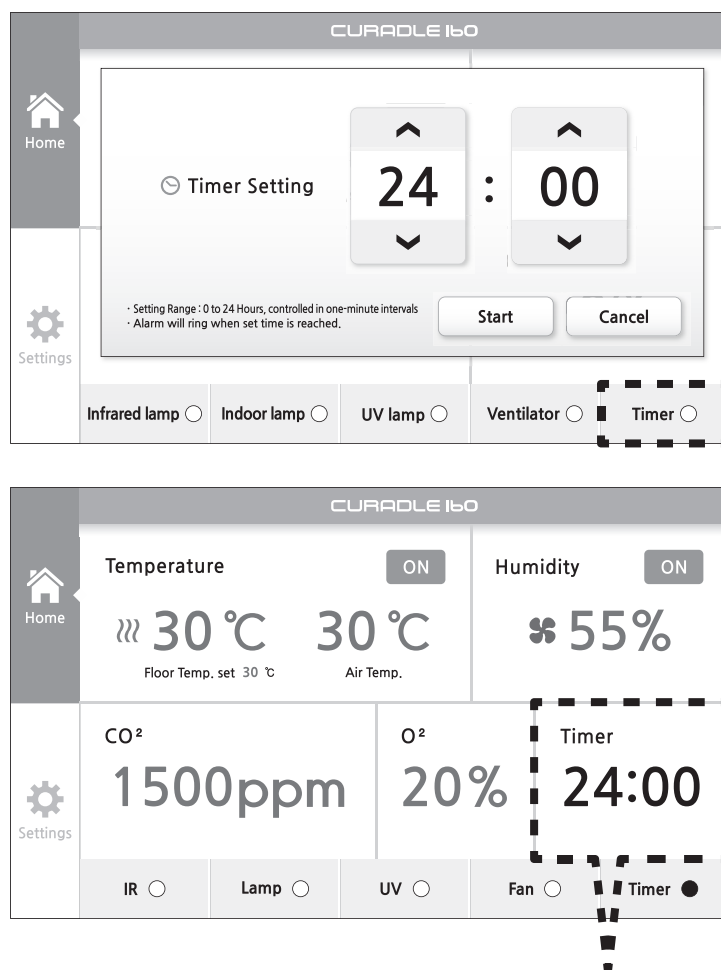 CURADLE 160
Home
Timer Setting
24 : 00
· Setting Range : 0 to 24 Hours, controlled in one-minute intervals
· Alarm will ring when set time is reached.
Start Cancel
Settings
Infrared lamp Indoor lamp UV lamp Ventilator Timer
CURADLE 160
Home
Temperature ON Humidity ON
30 ℃ 30 ℃ 55%
Floor Temp. set 30 ℃ Air Temp.
CO² O² Timer
1500ppm 20% 24:00
Settings
IR Lamp UV Fan Timer